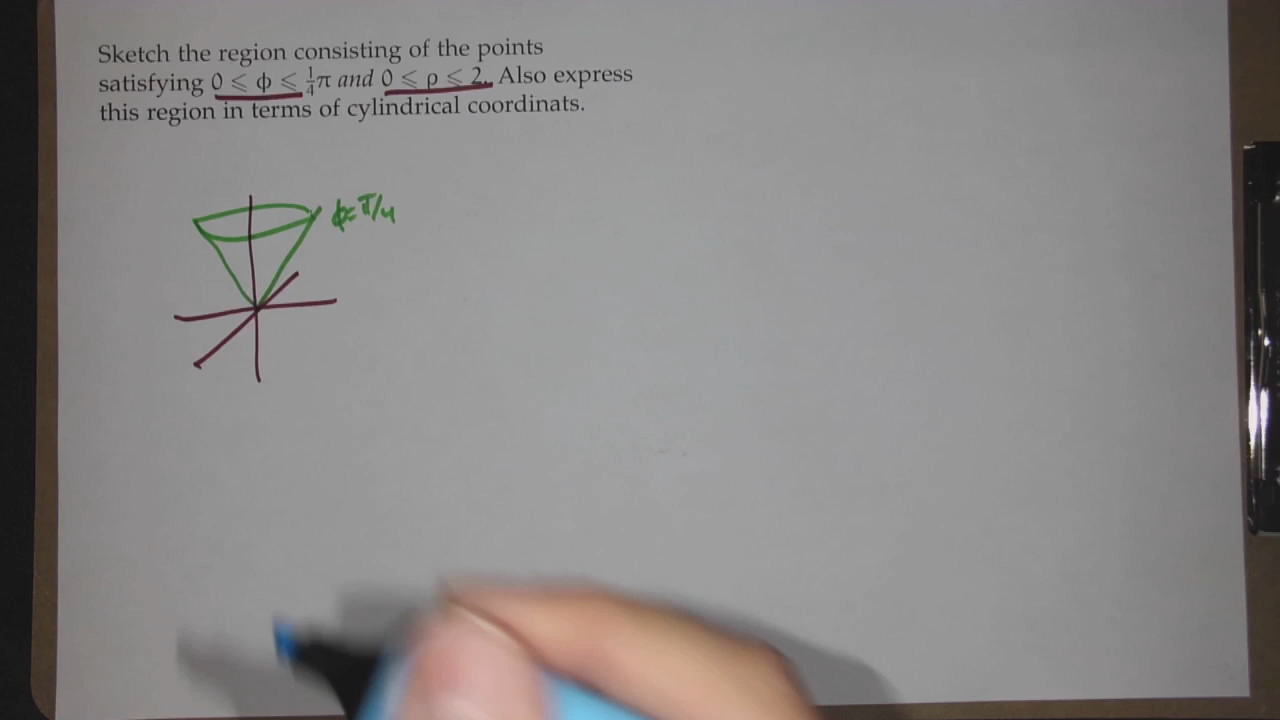 Sketch the region consisting of the points
satisfying 0 ⩽ ϕ ⩽ ¼π and 0 ⩽ ρ ⩽ 2. Also express
this region in terms of cylindrical coordinats.
ϕ=π/4